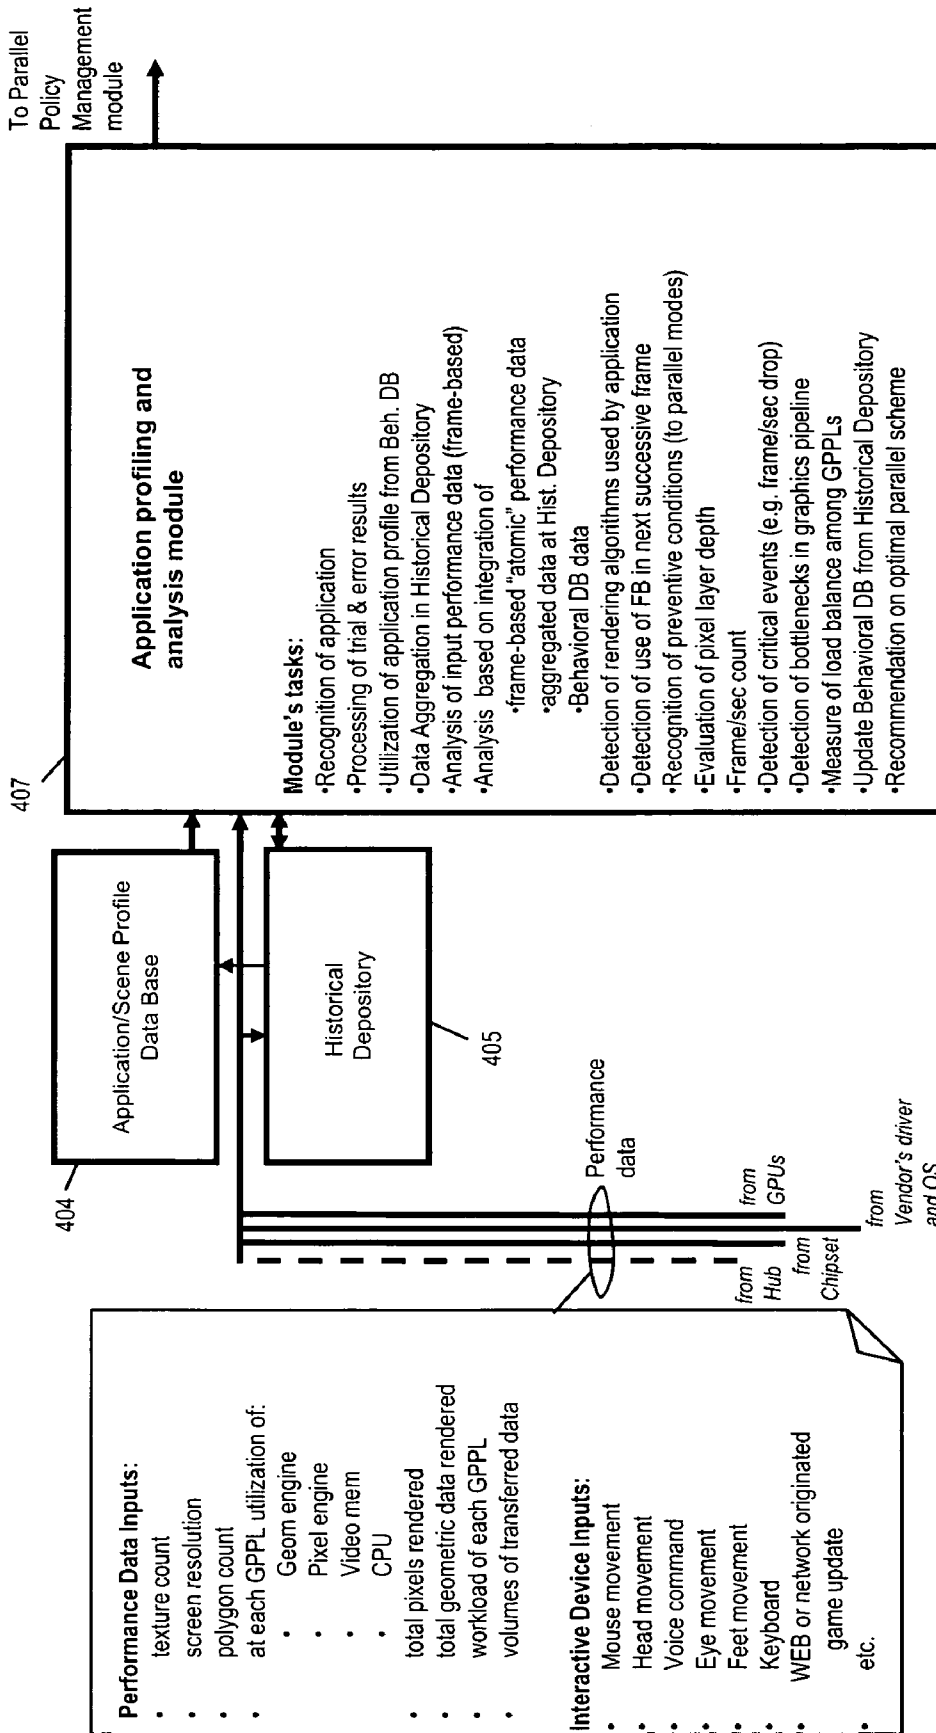 Performance Data Inputs:
• texture count
• screen resolution
• polygon count
• at each GPPL utilization of:
• Geom engine
• Pixel engine
• Video mem
• CPU
• total pixels rendered
• total geometric data rendered
• workload of each GPPL
• volumes of transferred data
Interactive Device Inputs:
• Mouse movement
• Head movement
• Voice command
• Eye movement
• Feet movement
• Keyboard
• WEB or network originated
game update
• etc.
404
Application/Scene Profile
Data Base
Historical
Depository
405
Performance
data
from
Hub
from
Chipset
from
GPUs
from
Vendor's driver
and OS
407
Application profiling and
analysis module
Module's tasks:
•Recognition of application
•Processing of trial & error results
•Utilization of application profile from Beh. DB
•Data Aggregation in Historical Depository
•Analysis of input performance data (frame-based)
•Analysis based on integration of
•frame-based "atomic" performance data
•aggregated data at Hist. Depository
•Behavioral DB data
•Detection of rendering algorithms used by application
•Detection of use of FB in next successive frame
•Recognition of preventive conditions (to parallel modes)
•Evaluation of pixel layer depth
•Frame/sec count
•Detection of critical events (e.g. frame/sec drop)
•Detection of bottlenecks in graphics pipeline
•Measure of load balance among GPPLs
•Update Behavioral DB from Historical Depository
•Recommendation on optimal parallel scheme
To Parallel
Policy
Management
module